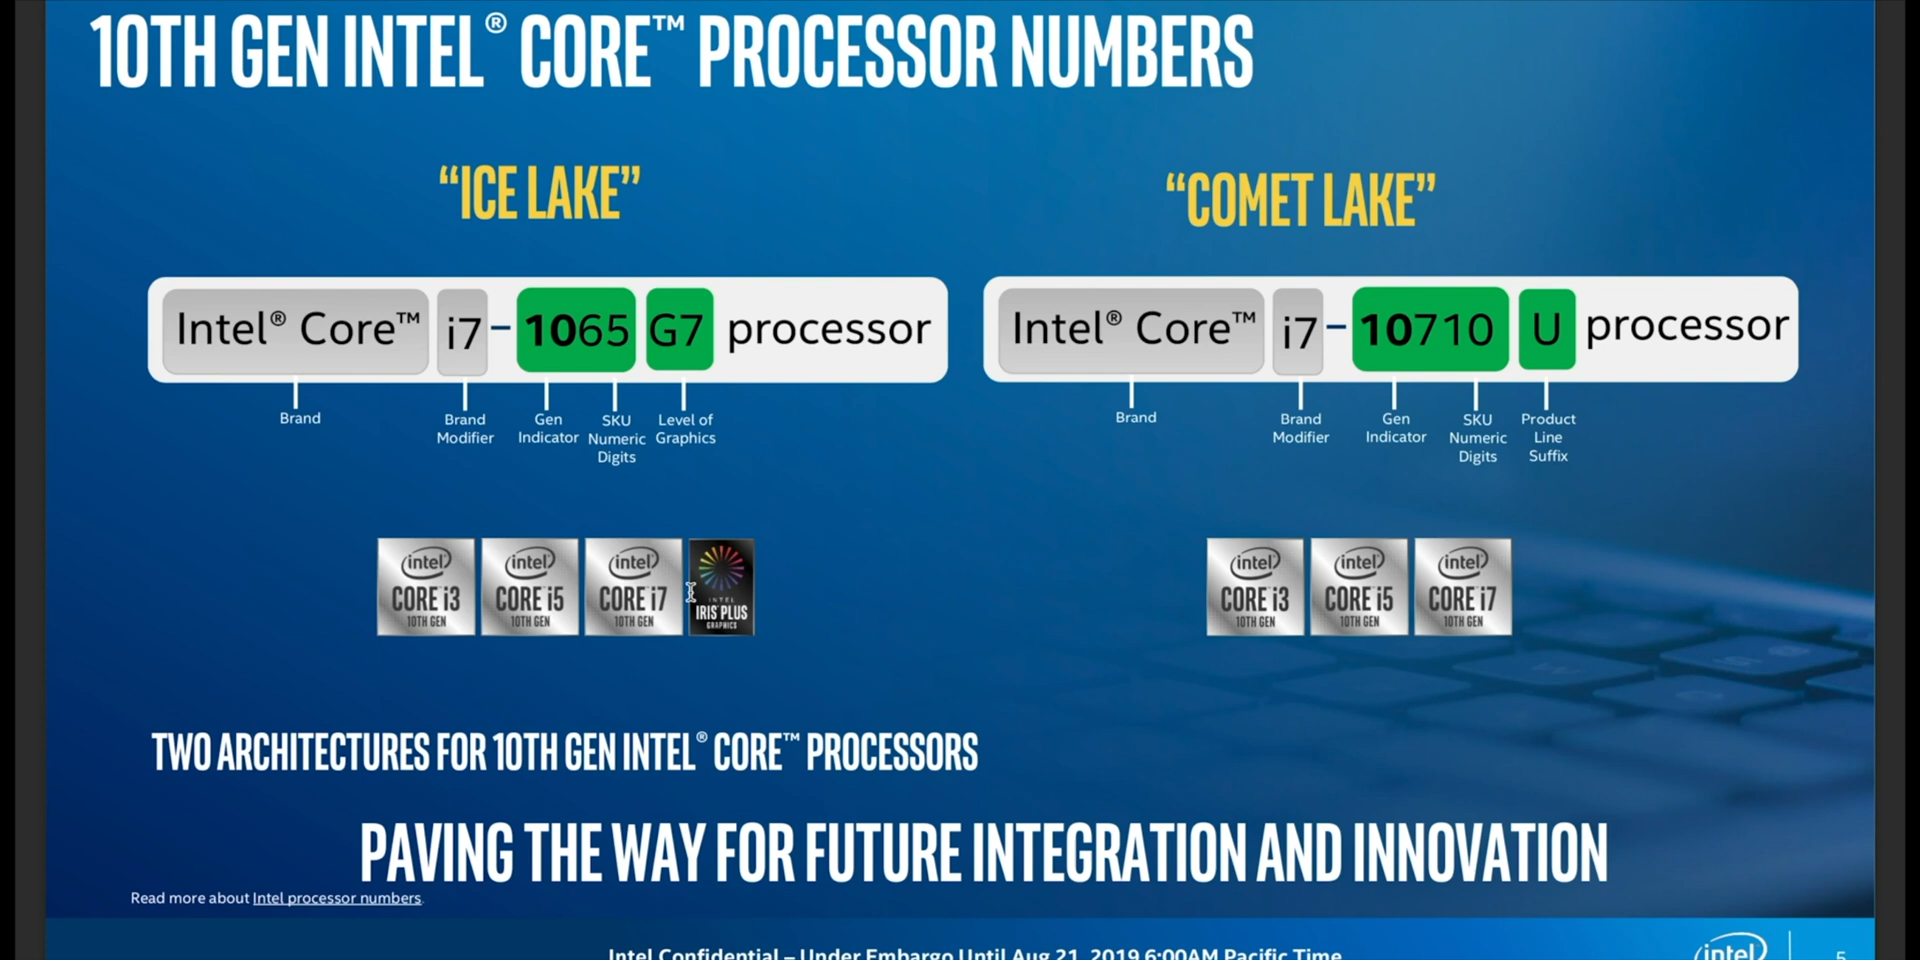 10TH GEN INTEL® CORE™ PROCESSOR NUMBERS
“ICE LAKE”
Intel® Core™ i7-1065 G7 processor
Brand
Brand Modifier
Gen Indicator
SKU Numeric Digits
Level of Graphics
intel® CORE i3 10TH GEN
intel® CORE i5 10TH GEN
intel® CORE i7 10TH GEN
INTEL IRIS PLUS GRAPHICS
“COMET LAKE”
Intel® Core™ i7-10710 U processor
Brand
Brand Modifier
Gen Indicator
SKU Numeric Digits
Product Line Suffix
intel® CORE i3 10TH GEN
intel® CORE i5 10TH GEN
intel® CORE i7 10TH GEN
TWO ARCHITECTURES FOR 10TH GEN INTEL® CORE™ PROCESSORS
PAVING THE WAY FOR FUTURE INTEGRATION AND INNOVATION
Read more about Intel processor numbers.
Intel Confidential – Under Embargo Until Aug 21, 2019 6:00AM Pacific Time
intel
5